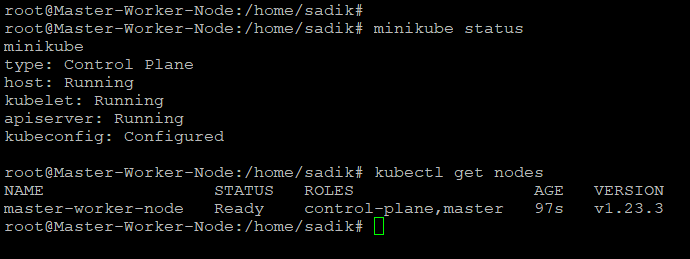 root@Master-Worker-Node:/home/sadik#
root@Master-Worker-Node:/home/sadik# minikube status
minikube
type: Control Plane
host: Running
kubelet: Running
apiserver: Running
kubeconfig: Configured
root@Master-Worker-Node:/home/sadik# kubectl get nodes
NAME STATUS ROLES AGE VERSION
master-worker-node Ready control-plane,master 97s v1.23.3
root@Master-Worker-Node:/home/sadik#